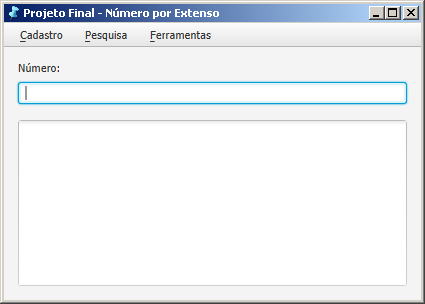 Projeto Final - Número por Extenso
Cadastro Pesquisa Ferramentas
Número: